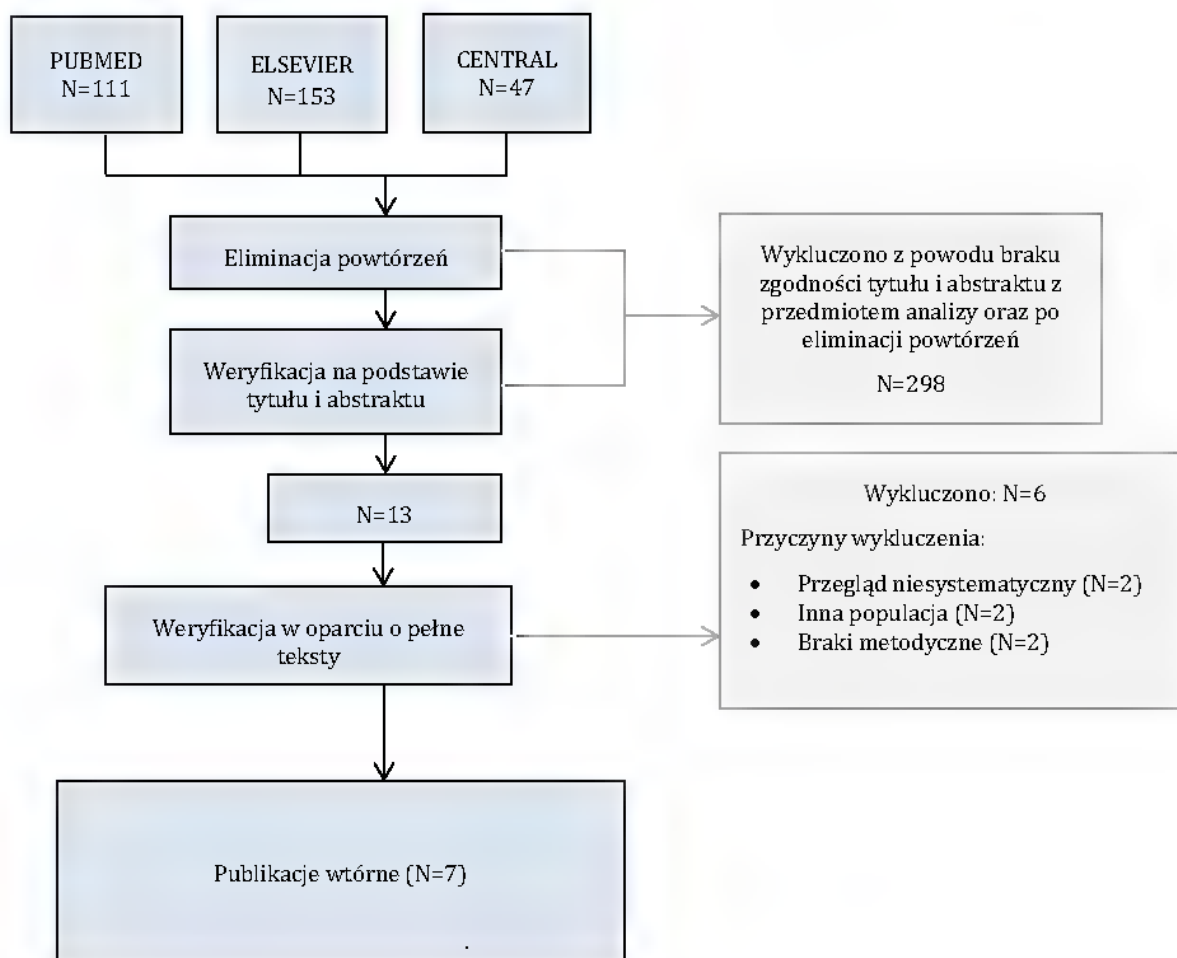 PUBMED
N=111
ELSEVIER
N=153
CENTRAL
N=47
Eliminacja powtórzeń
Wykluczono z powodu braku
zgodności tytułu i abstraktu z
przedmiotem analizy oraz po
eliminacji powtórzeń
N=298
Weryfikacja na podstawie
tytułu i abstraktu
N=13
Wykluczono: N=6
Przyczyny wykluczenia:
• Przegląd niesystematyczny (N=2)
• Inna populacja (N=2)
• Braki metodyczne (N=2)
Weryfikacja w oparciu o pełne
teksty
Publikacje wtórne (N=7)
.